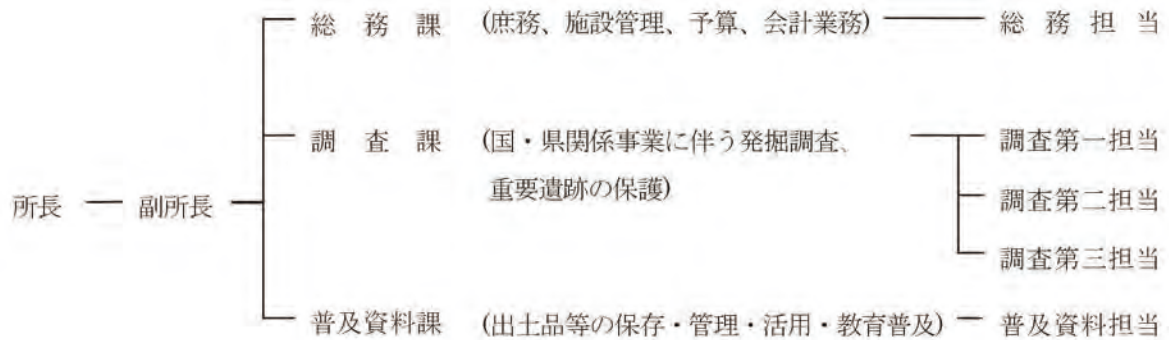 総務課 (庶務、施設管理、予算、会計業務) 総務担当
調査課 (国・県関係事業に伴う発掘調査、 調査第一担当
重要遺跡の保護)
所長 副所長 調査第二担当
調査第三担当
普及資料課 (出土品等の保存・管理・活用・教育普及) 普及資料担当